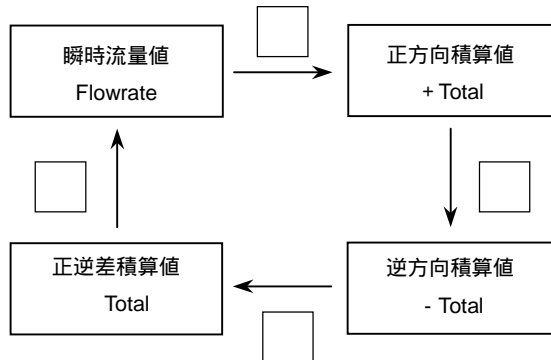 瞬時流量値
Flowrate
正方向積算値
+ Total
正逆差積算値
Total
逆方向積算値
- Total